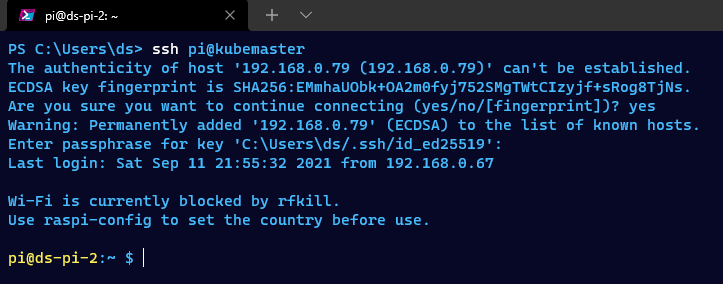 pi@ds-pi-2: ~
PS C:\Users\ds> ssh pi@kubemaster
The authenticity of host '192.168.0.79 (192.168.0.79)' can't be established.
ECDSA key fingerprint is SHA256:EMmhaUObk+OA2m0fyj752SMgTWtCIzyjf+sRog8TjNs.
Are you sure you want to continue connecting (yes/no/[fingerprint])? yes
Warning: Permanently added '192.168.0.79' (ECDSA) to the list of known hosts.
Enter passphrase for key 'C:\Users\ds/.ssh/id_ed25519':
Last login: Sat Sep 11 21:55:32 2021 from 192.168.0.67
Wi-Fi is currently blocked by rfkill.
Use raspi-config to set the country before use.
pi@ds-pi-2:~ $